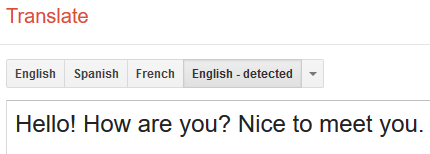 Translate
English Spanish French English - detected
Hello! How are you? Nice to meet you.